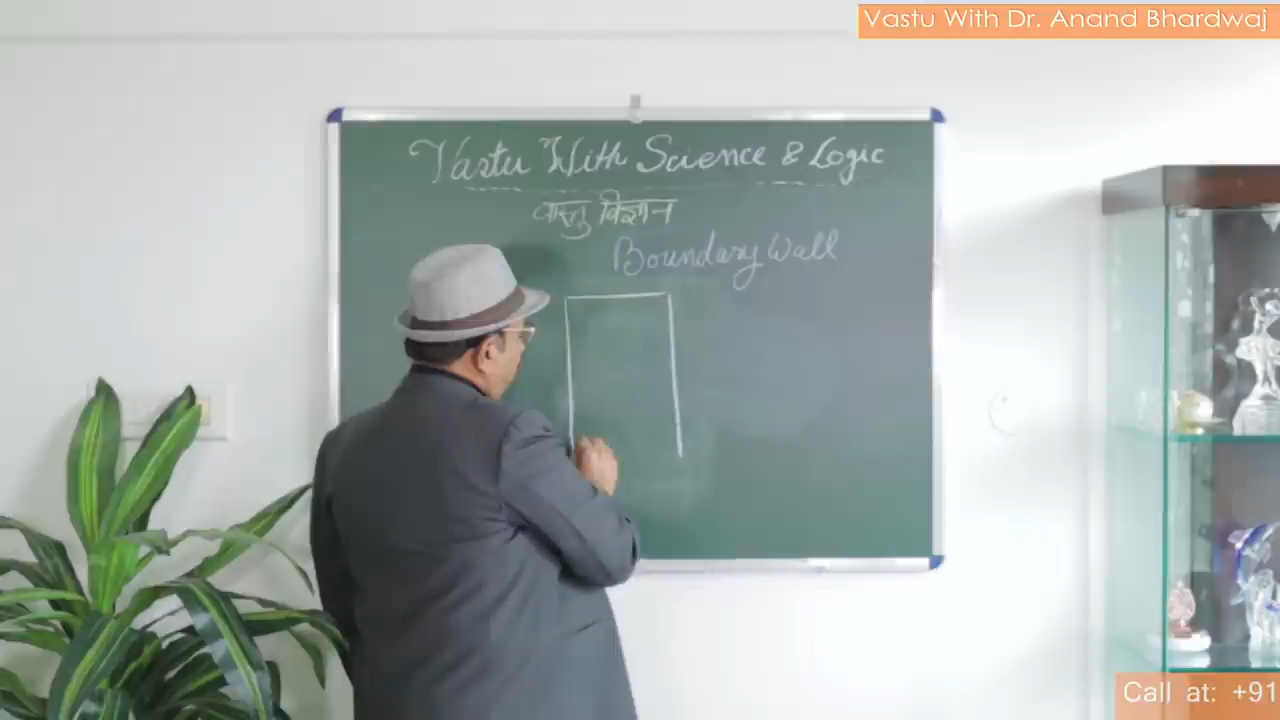 Vastu With Dr. Anand Bhardwaj
Vastu With Science & Logic
वास्तु विज्ञान
Boundary Wall
Call at: +91